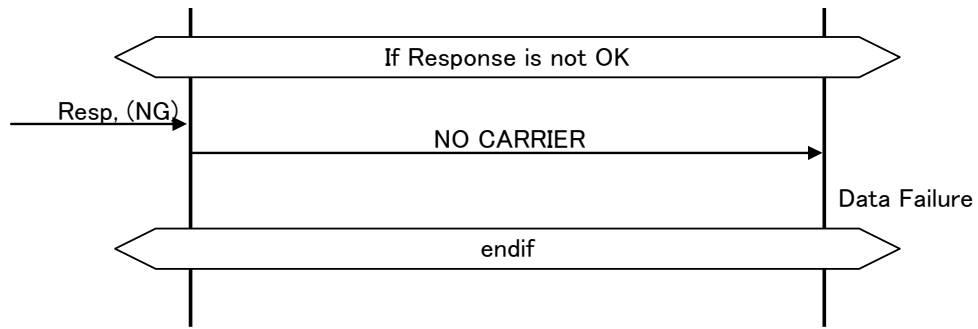 If Response is not OK
Resp, (NG)
NO CARRIER
Data Failure
endif